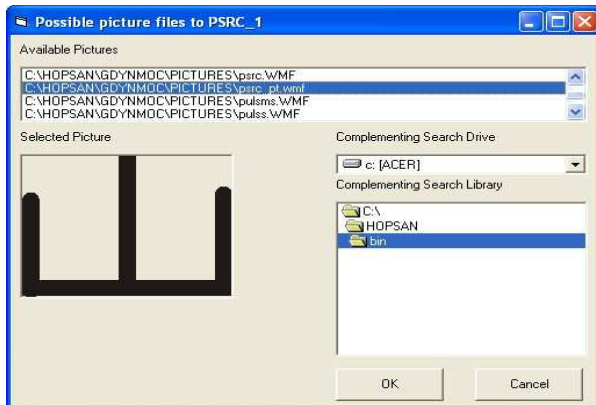 Possible picture files to PSRC_1
Available Pictures
C:\HOPSAN\GDYNMOC\PICTURES\psrc.WMF
C:\HOPSAN\GDYNMOC\PICTURES\psrc_pt.wmf
C:\HOPSAN\GDYNMOC\PICTURES\pulsms.WMF
C:\HOPSAN\GDYNMOC\PICTURES\pulss.WMF
Selected Picture
Complementing Search Drive
c: [ACER]
Complementing Search Library
C:\
HOPSAN
bin
OK
Cancel